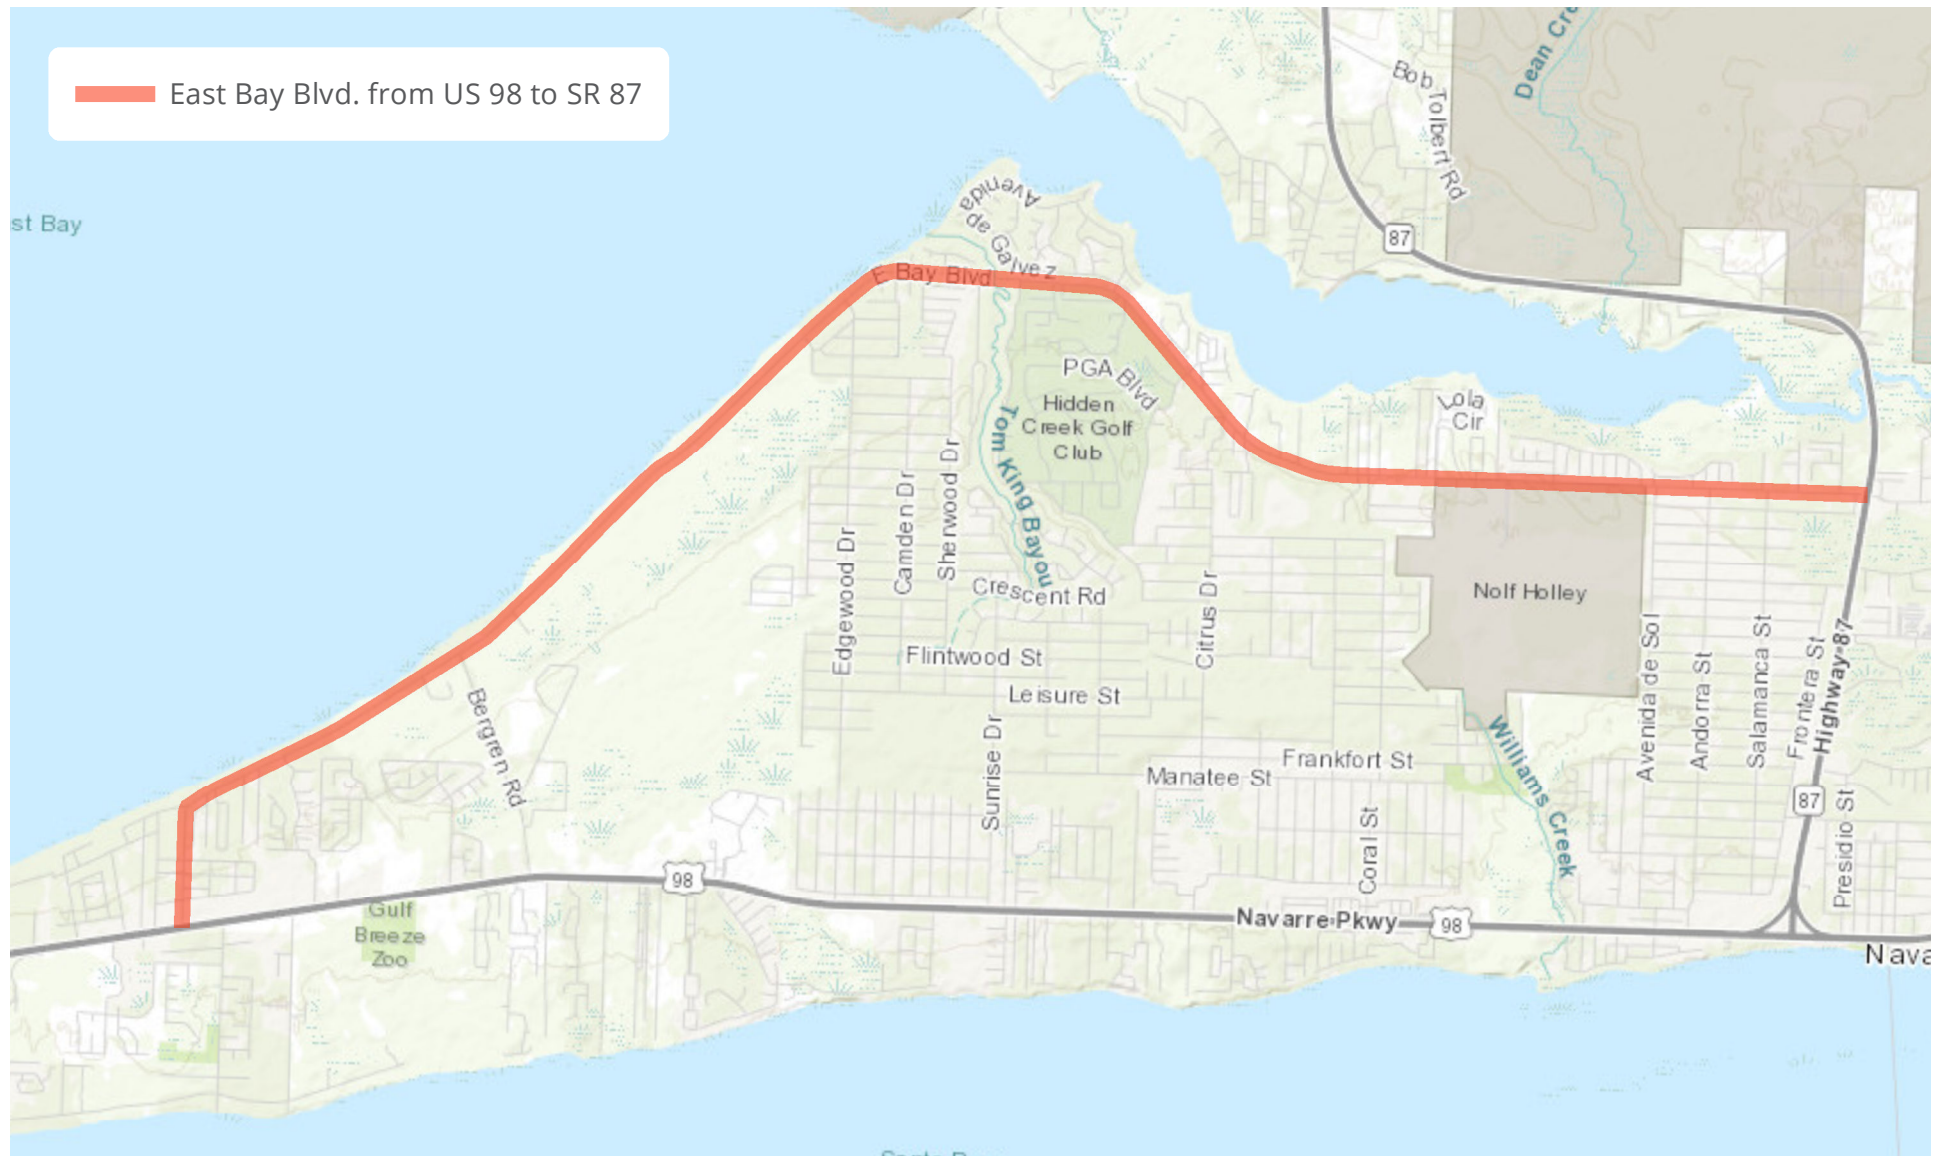 East Bay Blvd. from US 98 to SR 87
st Bay
Dean Cre
Bob Tolbert Rd
87
Avenida de Galvez
E Bay Blvd
PGA Blvd
Hidden
Creek Golf
Club
Lola
Cir
Tom King Bayou
Edgewood Dr
Camden Dr
Sherwood Dr
Crescent Rd
Citrus Dr
Nolf Holley
Flintwood St
Leisure St
Bergren Rd
Sunrise Dr
Manatee St
Frankfort St
Coral St
Williams Creek
Avenida de Sol
Andorra St
Salamanca St
Frontera St
Highway 87
87
Presidio St
98
Gulf
Breeze
Zoo
Navarre Pkwy
98
Nava